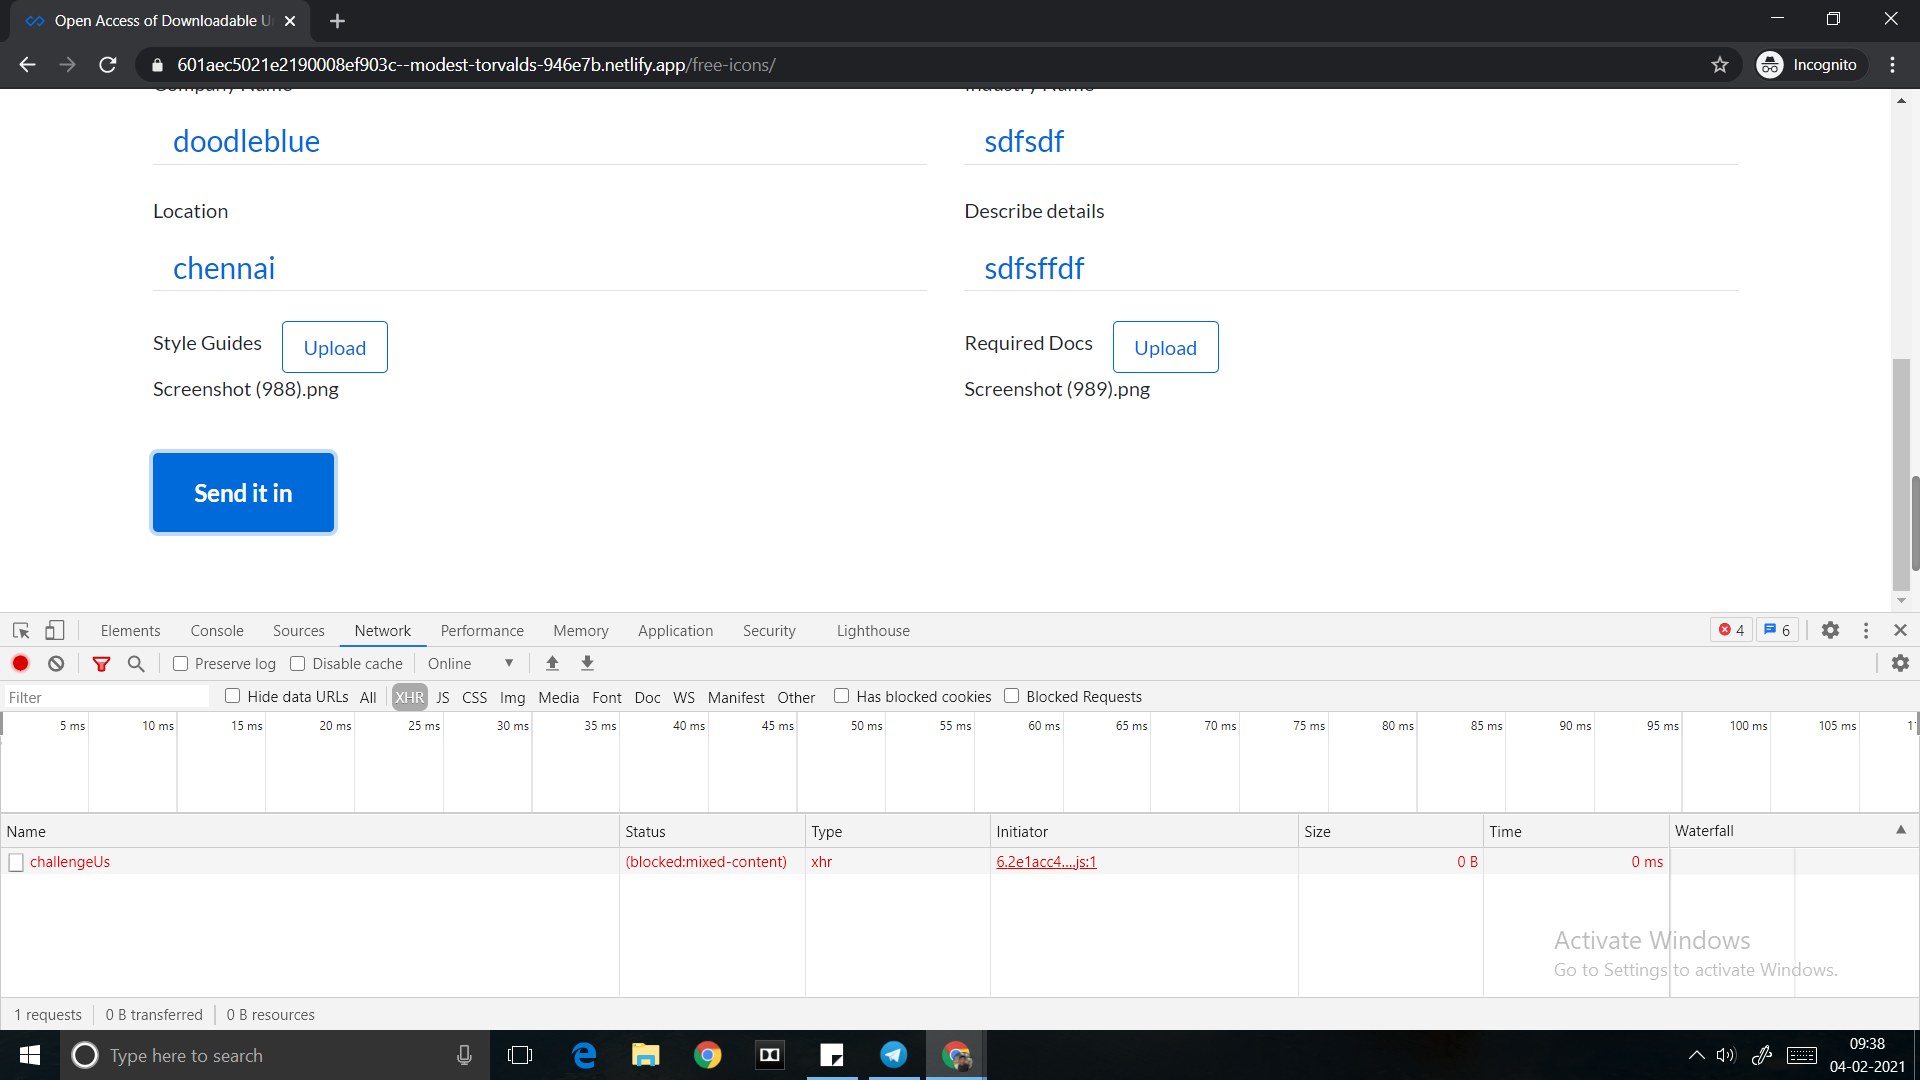 Open Access of Downloadable U
601aec5021e2190008ef903c--modest-torvalds-946e7b.netlify.app/free-icons/
Incognito
Company Name
Industry Name
doodleblue
sdfsdf
Location
Describe details
chennai
sdfsffdf
Style Guides
Upload
Required Docs
Upload
Screenshot (988).png
Screenshot (989).png
Send it in
Elements
Console
Sources
Network
Performance
Memory
Application
Security
Lighthouse
4
6
Preserve log
Disable cache
Online
Filter
Hide data URLs
All
XHR
JS
CSS
Img
Media
Font
Doc
WS
Manifest
Other
Has blocked cookies
Blocked Requests
5 ms
10 ms
15 ms
20 ms
25 ms
30 ms
35 ms
40 ms
45 ms
50 ms
55 ms
60 ms
65 ms
70 ms
75 ms
80 ms
85 ms
90 ms
95 ms
100 ms
105 ms
Name
Status
Type
Initiator
Size
Time
Waterfall
challengeUs
(blocked:mixed-content)
xhr
6.2e1acc4....js:1
0 B
0 ms
Activate Windows
Go to Settings to activate Windows.
1 requests
0 B transferred
0 B resources
Type here to search
09:38
04-02-2021